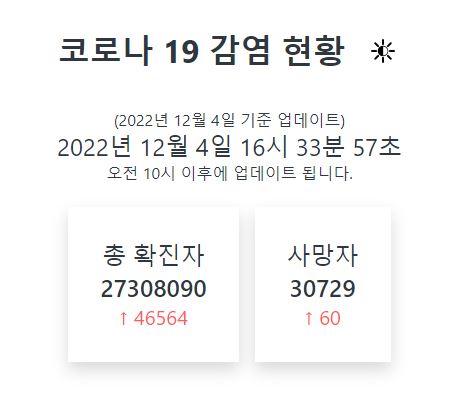 코로나 19 감염 현황
(2022년 12월 4일 기준 업데이트)
2022년 12월 4일 16시 33분 57초
오전 10시 이후에 업데이트 됩니다.
총 확진자
27308090
↑ 46564
사망자
30729
↑ 60